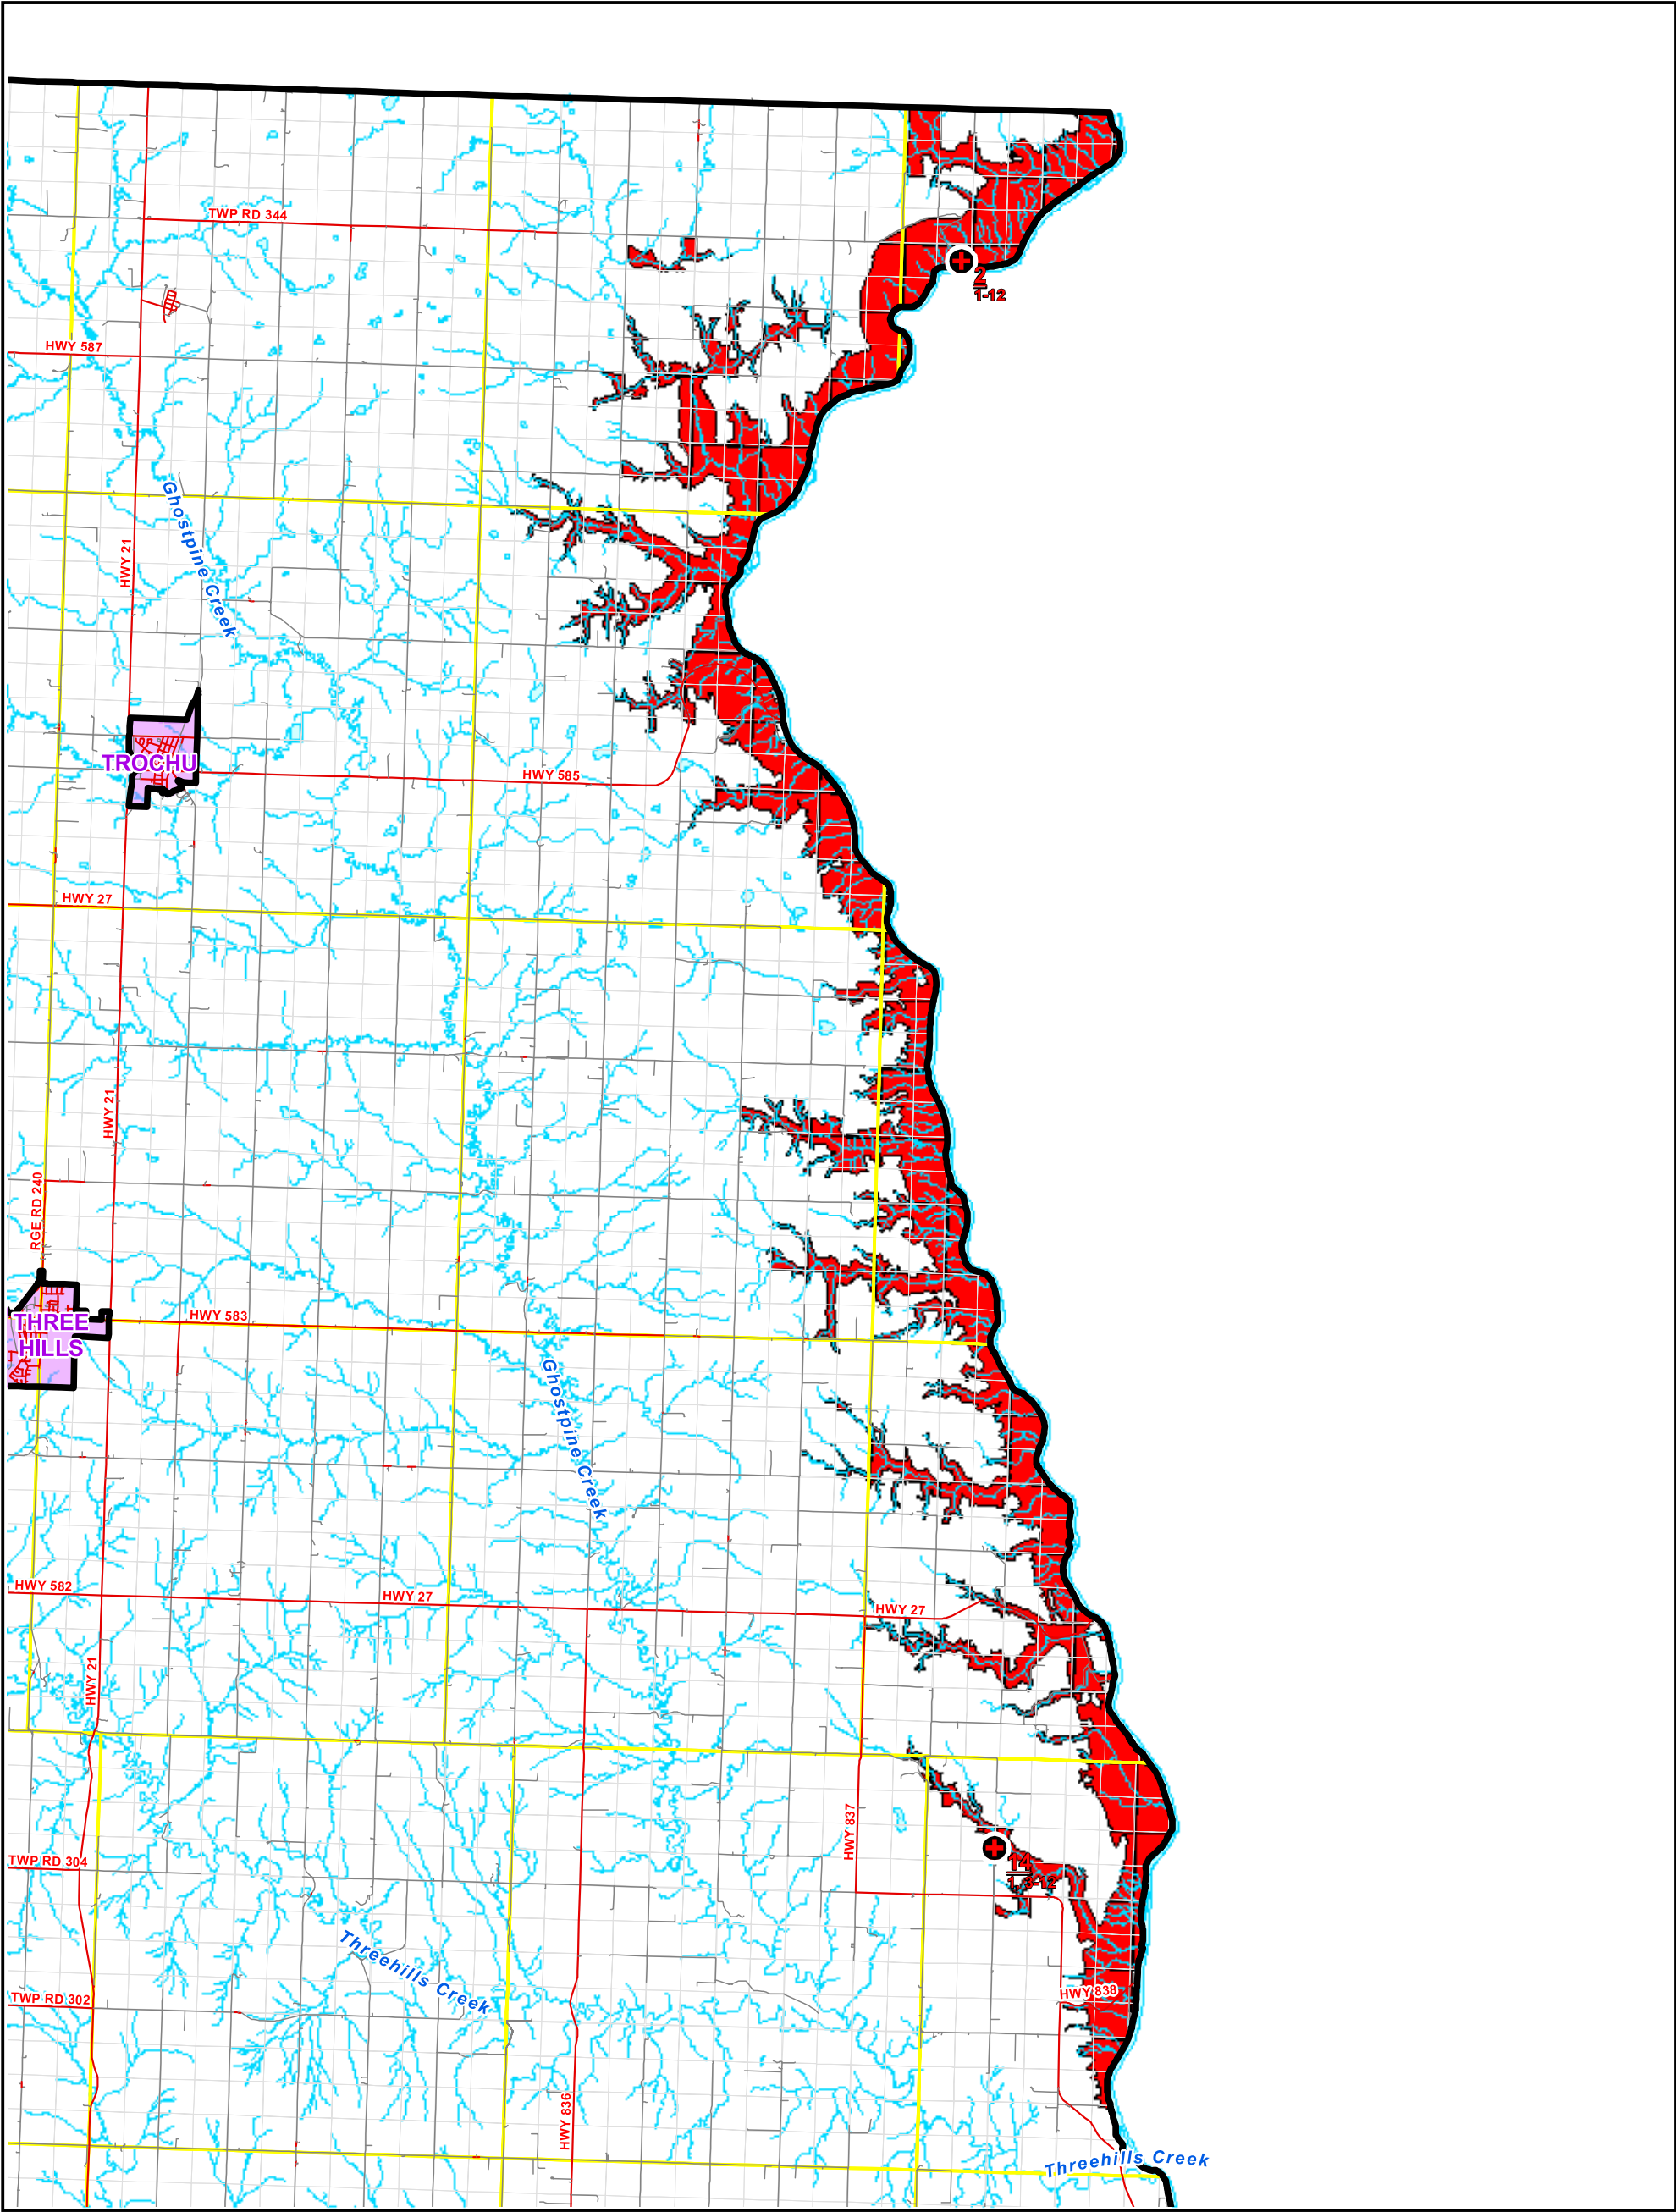 TWP RD 344
2
1-12
HWY 587
Ghostpine Creek
HWY 21
TROCHU
HWY 585
HWY 27
HWY 21
RGE RD 240
THREE
HILLS
HWY 583
Ghostpine Creek
HWY 582
HWY 27
HWY 27
HWY 21
HWY 837
TWP RD 304
14
Threehills Creek
TWP RD 302
HWY 838
HWY 836
Threehills Creek